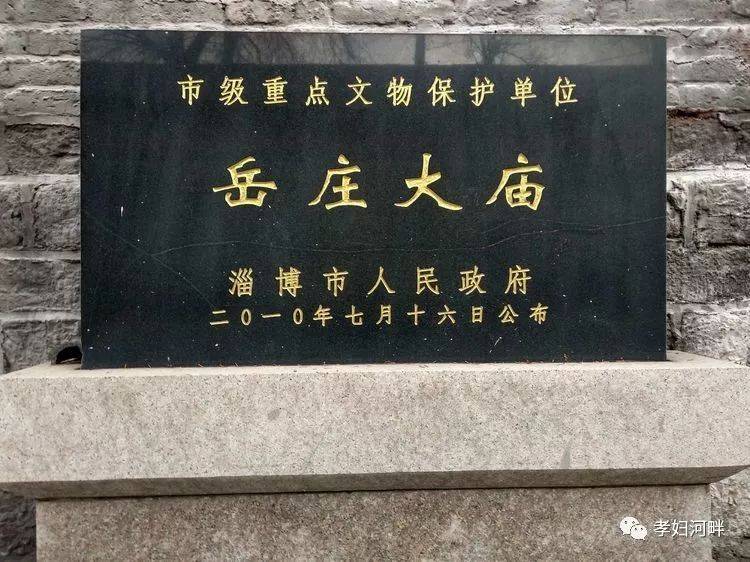 市级重点文物保护单位
岳庄大庙
淄博市人民政府
二〇一〇年七月十六日公布
孝妇河畔